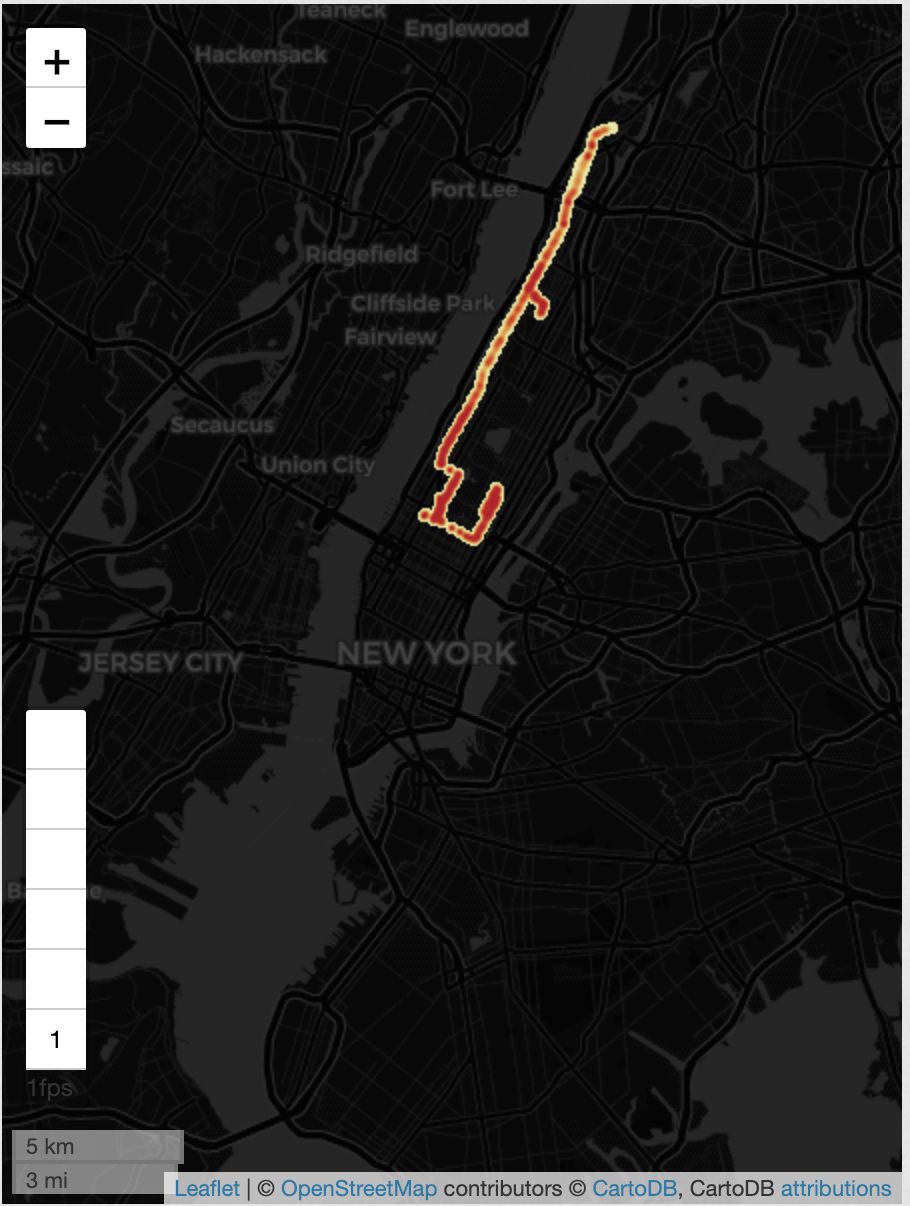 Teaneck
Englewood
+
Hackensack
−
ssaic
Fort Lee
Ridgefield
Cliffside Park
Fairview
Secaucus
Union City
NEW YORK
JERSEY CITY
1
1fps
5 km
3 mi
Leaflet | © OpenStreetMap contributors © CartoDB, CartoDB attributions